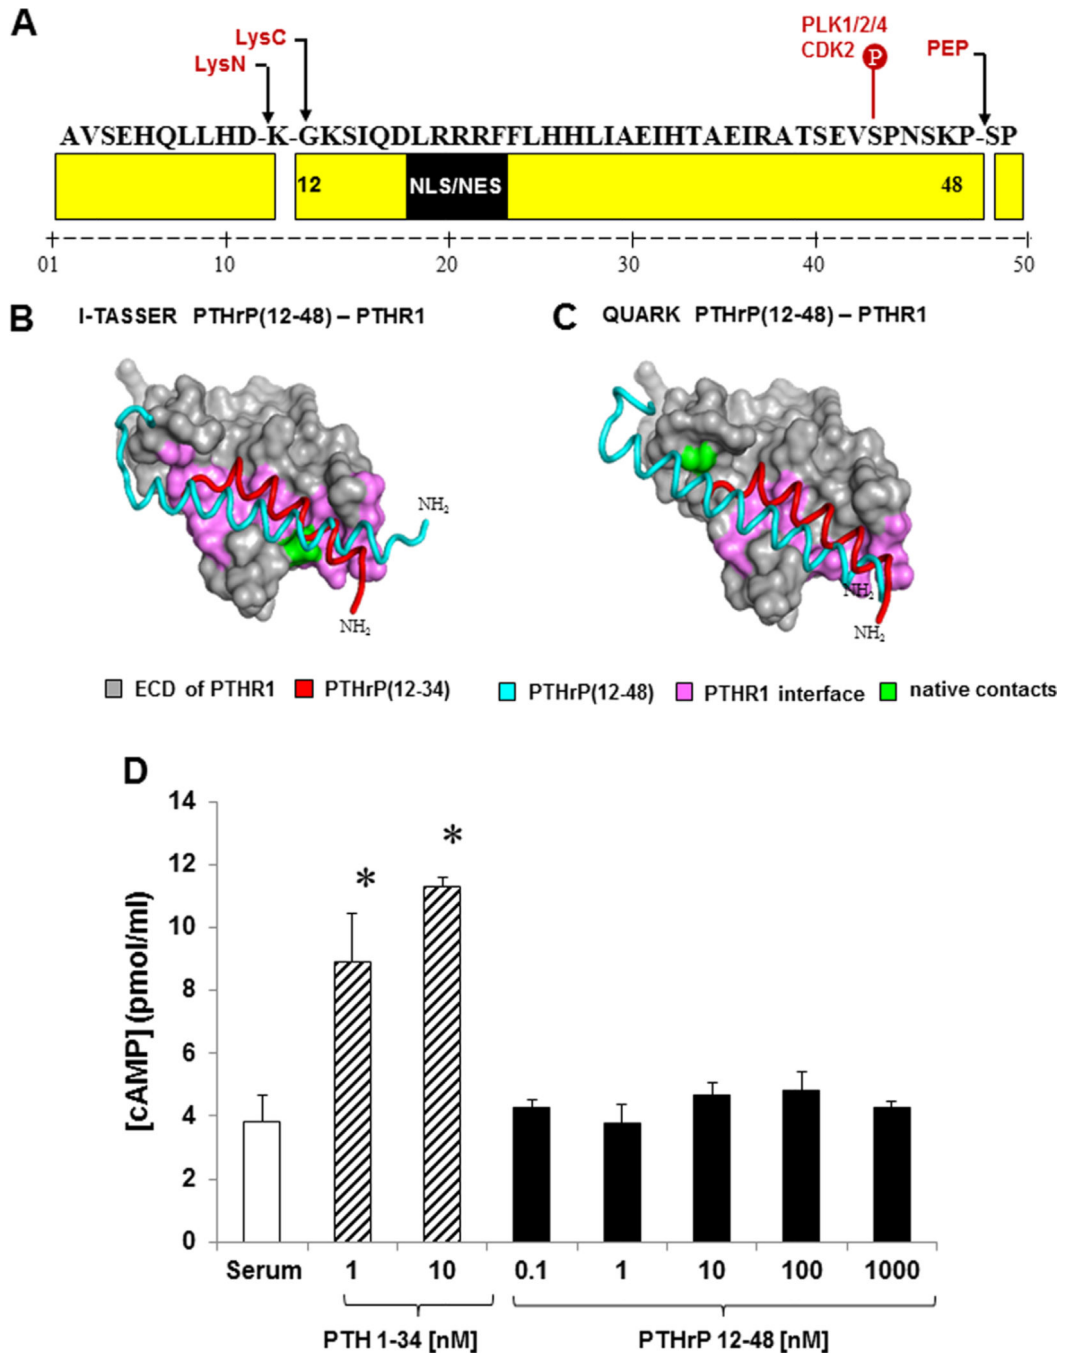 A
LysC
LysN
PLK1/2/4
CDK2
P
PEP
AVSEHQLLHD-K-GKSIQDLRRRFFLHHLIAEIHTAEIRATSEVSPNSKP-SP
12
NLS/NES
48
01
10
20
30
40
50
B
I-TASSER PTHrP(12-48) – PTHR1
C
QUARK PTHrP(12-48) – PTHR1
NH2
NH2
NH2
NH2
ECD of PTHR1
PTHrP(12-34)
PTHrP(12-48)
PTHR1 interface
native contacts
D
[cAMP] (pmol/ml)
14
12
10
8
6
4
2
0
*
*
Serum
1
10
0.1
1
10
100
1000
PTH 1-34 [nM]
PTHrP 12-48 [nM]